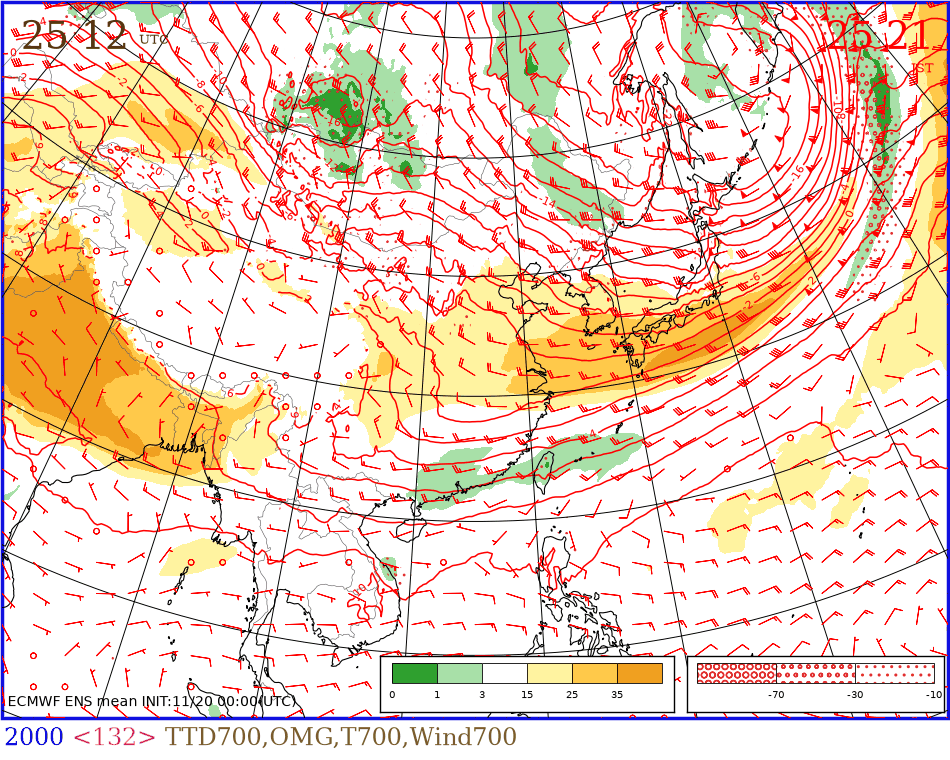 25 12 UTC
25 21 JST
0 1 3 15 25 35
-70 -30 -10
ECMWF ENS mean INIT:11/20 00:00(UTC)
2000 <132> TTD700,OMG,T700,Wind700